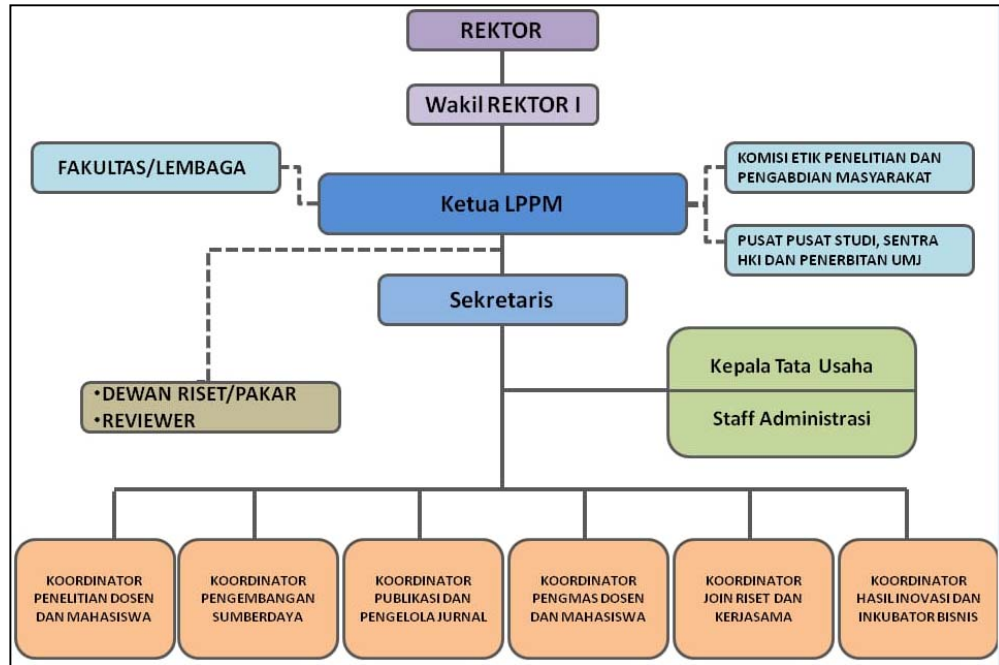 REKTOR
Wakil REKTOR I
FAKULTAS/LEMBAGA
KOMISI ETIK PENELITIAN DAN
PENGABDIAN MASYARAKAT
Ketua LPPM
PUSAT PUSAT STUDI, SENTRA
HKI DAN PENERBITAN UMJ
Sekretaris
Kepala Tata Usaha
•DEWAN RISET/PAKAR
•REVIEWER
Staff Administrasi
KOORDINATOR
PENELITIAN DOSEN
DAN MAHASISWA
KOORDINATOR
PENGEMBANGAN
SUMBERDAYA
KOORDINATOR
PUBLIKASI DAN
PENGELOLA JURNAL
KOORDINATOR
PENGMAS DOSEN
DAN MAHASISWA
KOORDINATOR
JOIN RISET DAN
KERJASAMA
KOORDINATOR
HASIL INOVASI DAN
INKUBATOR BISNIS